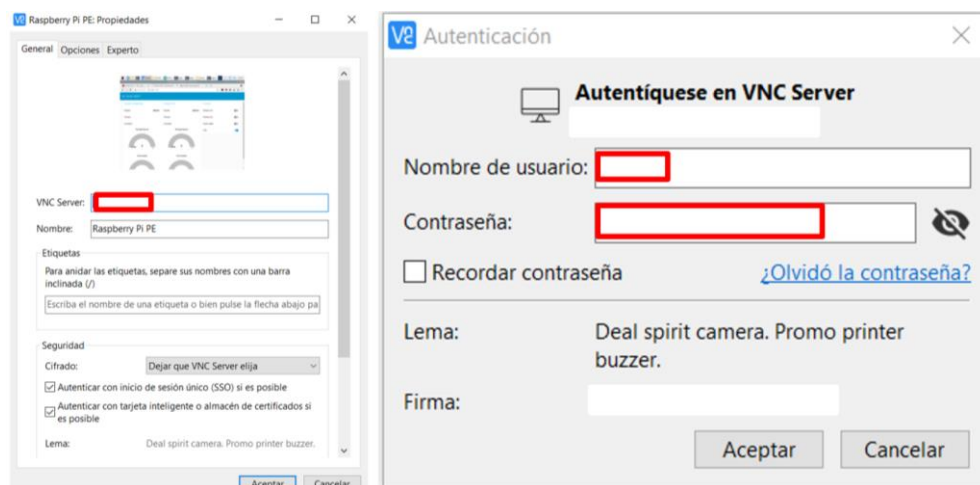 Raspberry Pi PE: Propiedades
General Opciones Experto
VNC Server:
Nombre: Raspberry Pi PE
Etiquetas
Para anidar las etiquetas, separe sus nombres con una barra
inclinada (/)
Escriba el nombre de una etiqueta o bien pulse la flecha abajo pa
Seguridad
Cifrado: Dejar que VNC Server elija
Autenticar con inicio de sesión único (SSO) si es posible
Autenticar con tarjeta inteligente o almacén de certificados si
es posible
Lema: Deal spirit camera. Promo printer buzzer.
Aceptar Cancelar
Autenticación
Autentíquese en VNC Server
Nombre de usuario:
Contraseña:
Recordar contraseña ¿Olvidó la contraseña?
Lema: Deal spirit camera. Promo printer
buzzer.
Firma:
Aceptar Cancelar